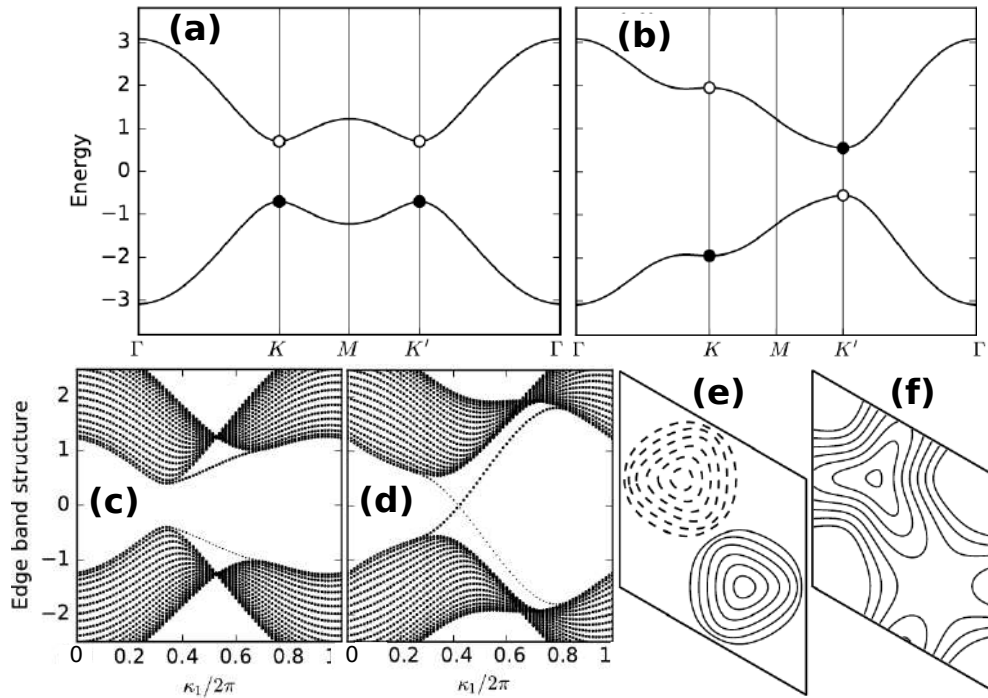 (a)
(b)
Energy
3
2
1
0
−1
−2
−3
Γ
K
M
K′
Γ
K
M
K′
Γ
Edge band structure
2
1
0
−1
−2
(c)
(d)
(e)
(f)
0
0.2
0.4
0.6
0.8
1
0
0.2
0.4
0.6
0.8
1
κ₁/2π
κ₁/2π